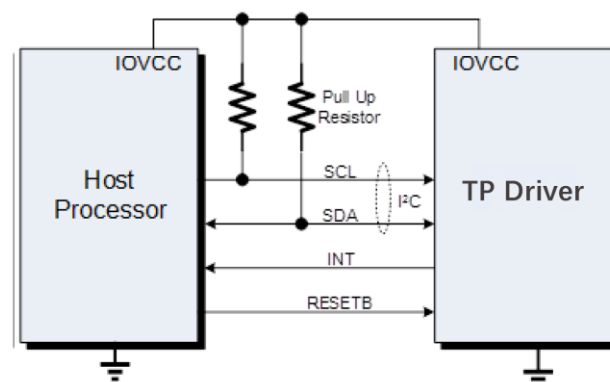 IOVCC
IOVCC
Pull Up
Resistor
SCL
Host
Processor
TP Driver
I²C
SDA
INT
RESETB